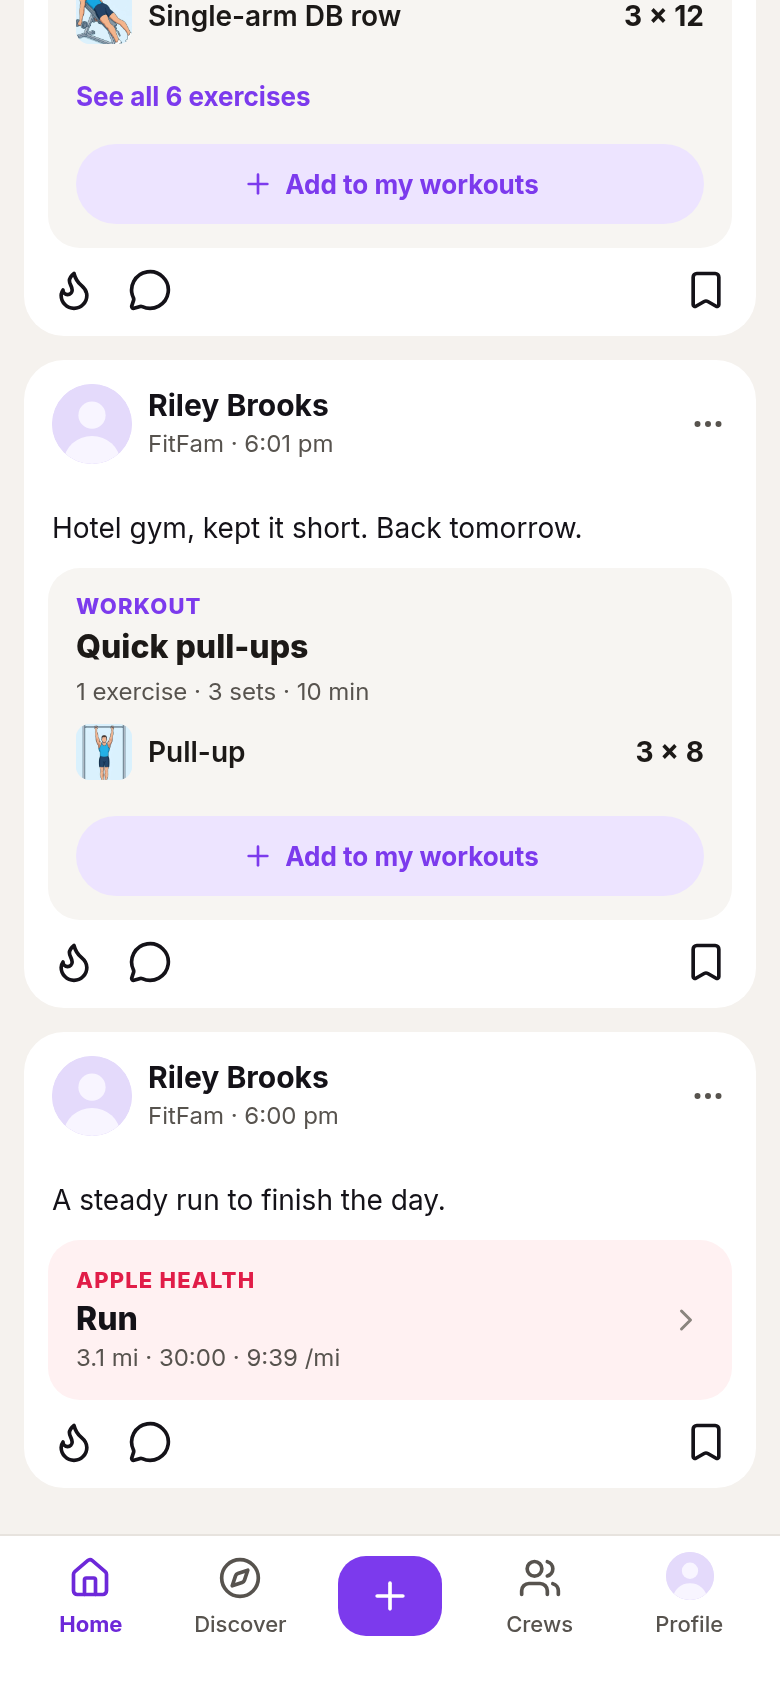 Single-arm DB row 3 × 12
See all 6 exercises
Add to my workouts
Riley Brooks
FitFam · 6:01 pm
Hotel gym, kept it short. Back tomorrow.
WORKOUT
Quick pull-ups
1 exercise · 3 sets · 10 min
Pull-up 3 × 8
Add to my workouts
Riley Brooks
FitFam · 6:00 pm
A steady run to finish the day.
APPLE HEALTH
Run
3.1 mi · 30:00 · 9:39 /mi
Home Discover Crews Profile